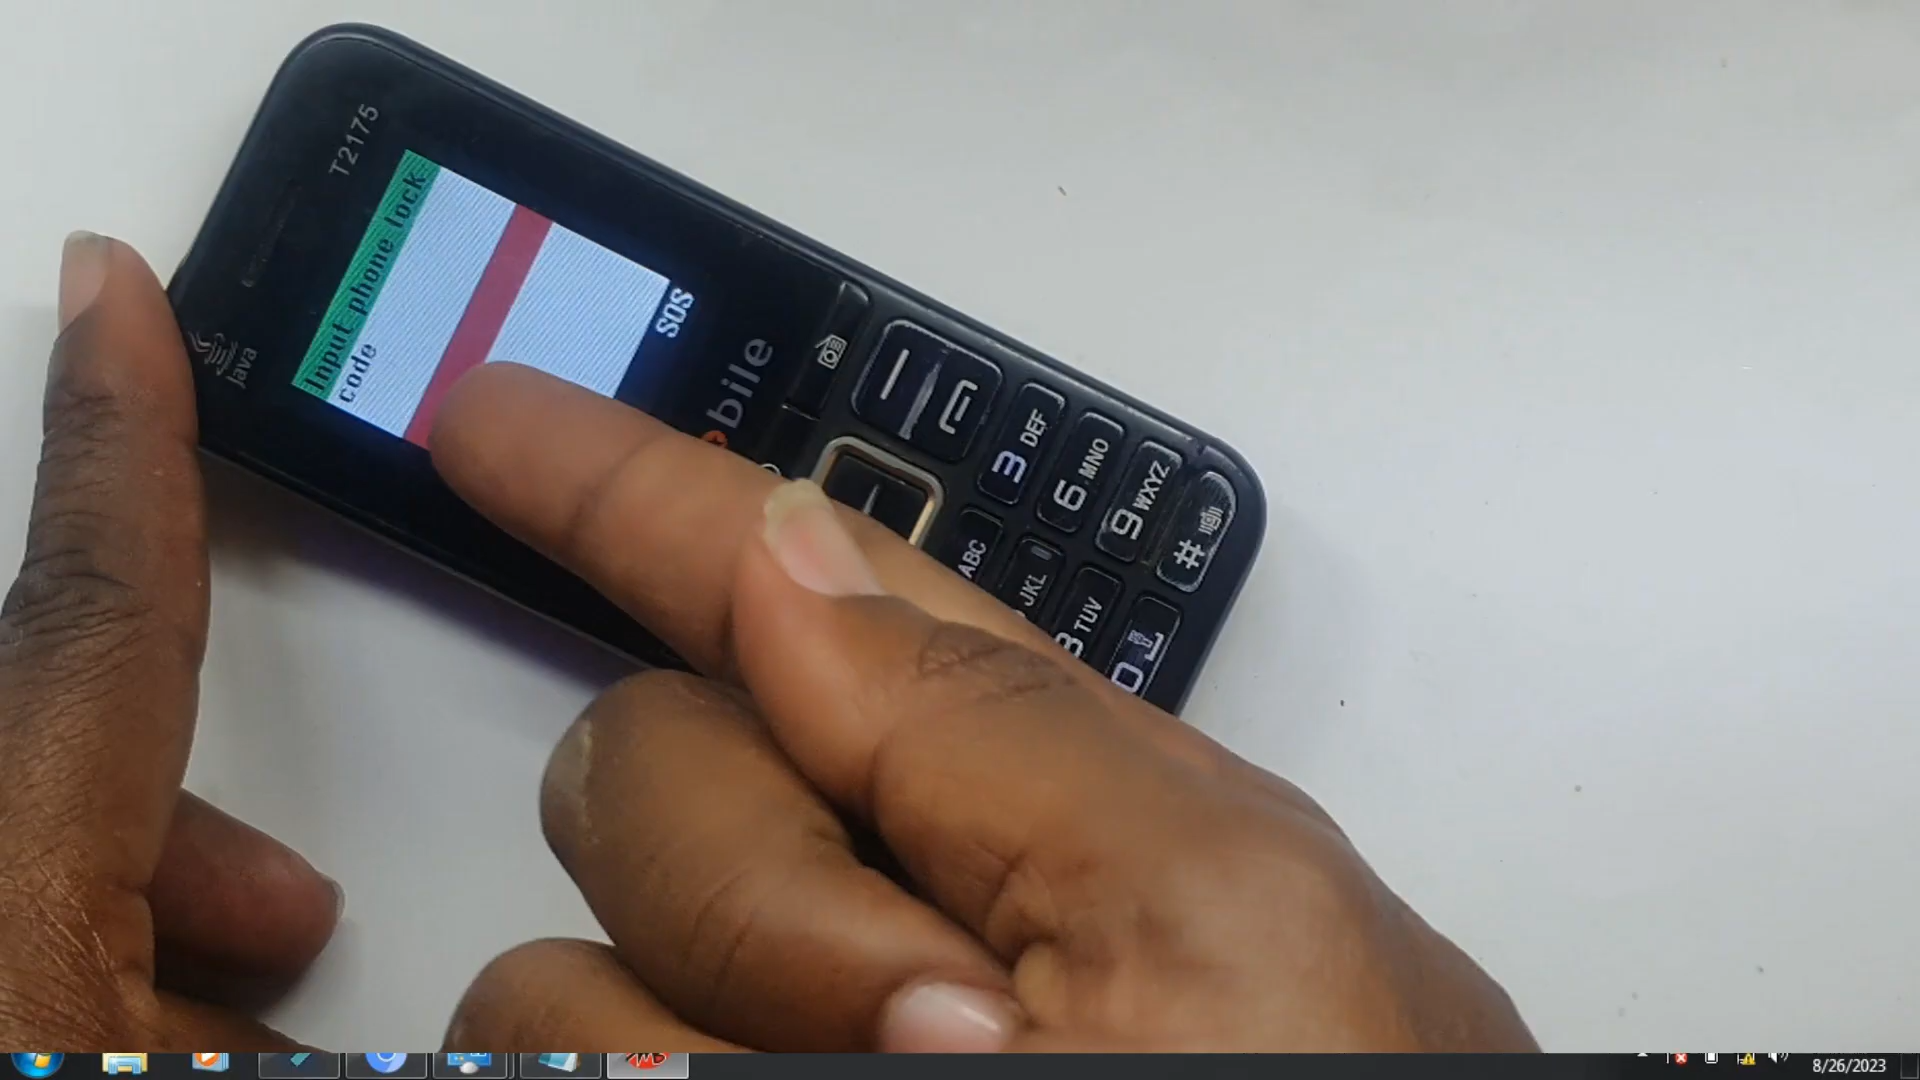 T2175
Input phone lock
code
SOS
Java
bile
3 DEF
6 MNO
9 WXYZ
#
ABC
JKL
TUV
0
8/26/2023